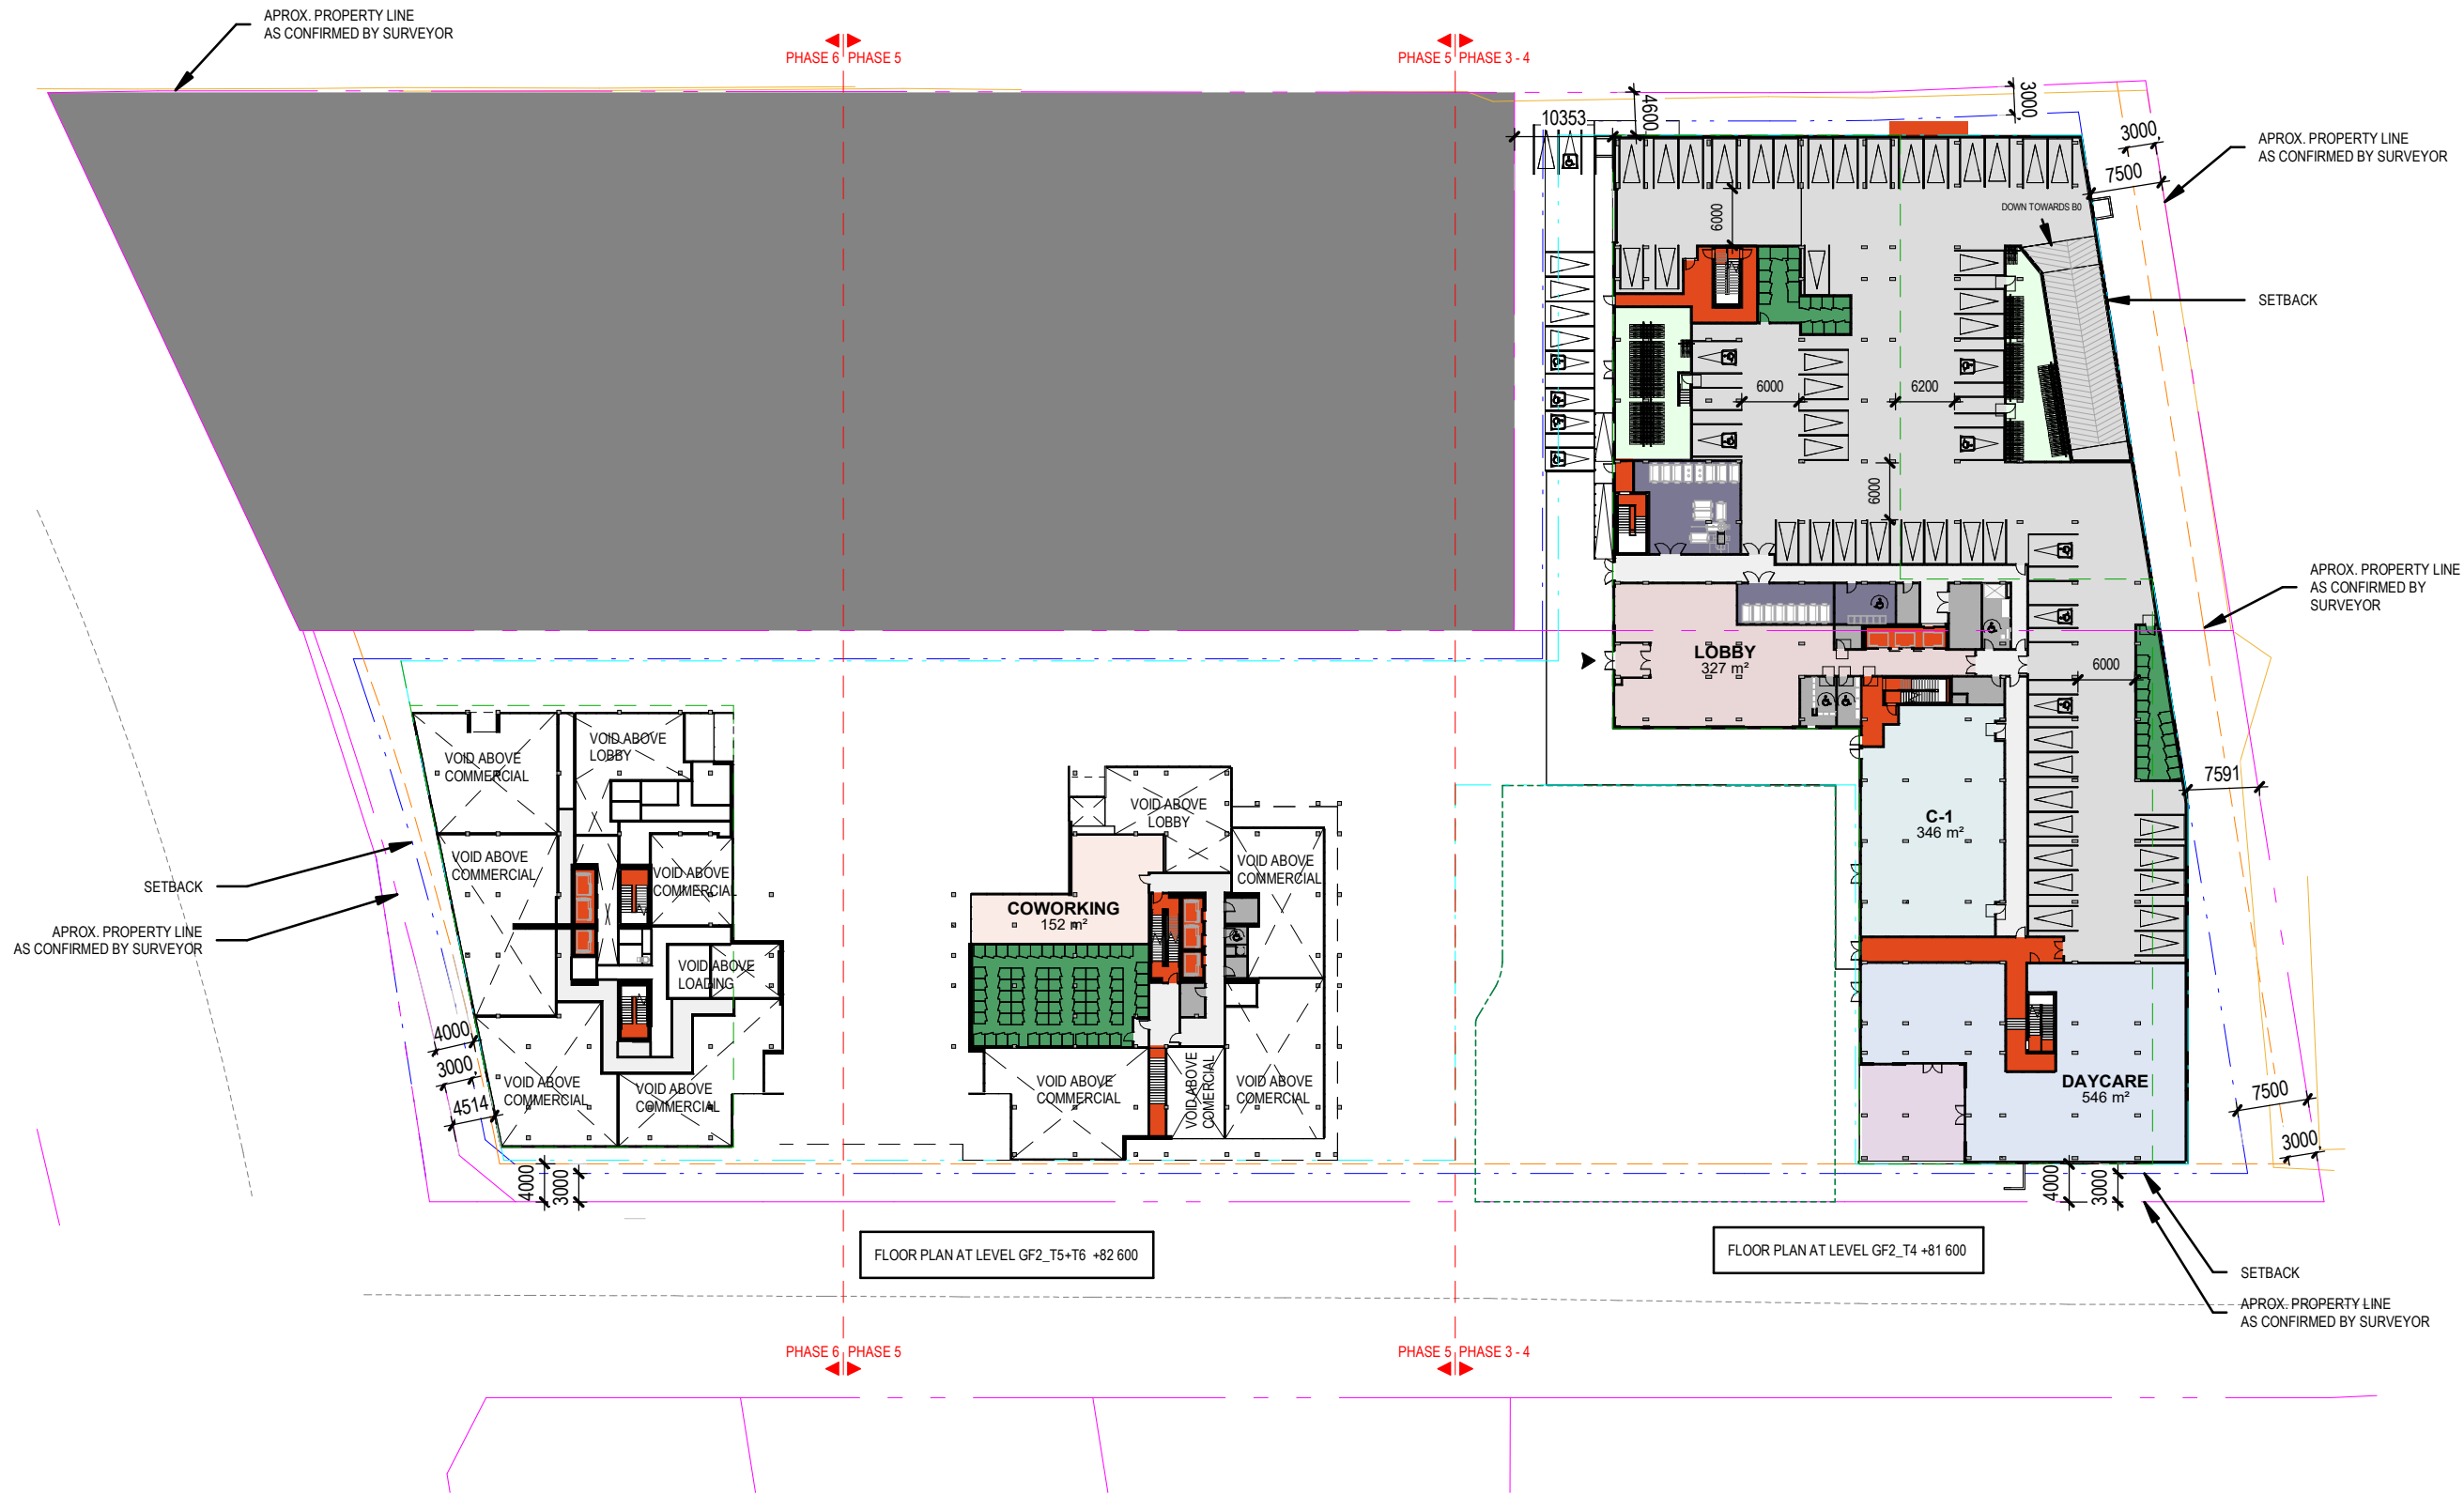 APROX. PROPERTY LINE
AS CONFIRMED BY SURVEYOR
PHASE 6 PHASE 5
PHASE 5 PHASE 3 - 4
10353
4600
3000
3000
7500
APROX. PROPERTY LINE
AS CONFIRMED BY SURVEYOR
6000
DOWN TOWARDS B0
SETBACK
6000
6200
6000
APROX. PROPERTY LINE
AS CONFIRMED BY
SURVEYOR
LOBBY
327 m²
6000
7591
C-1
346 m²
VOID ABOVE
COMMERCIAL
VOID ABOVE
LOBBY
VOID ABOVE
COMMERCIAL
VOID ABOVE
COMMERCIAL
VOID ABOVE
LOADING
VOID ABOVE
COMMERCIAL
VOID ABOVE
COMMERCIAL
SETBACK
APROX. PROPERTY LINE
AS CONFIRMED BY SURVEYOR
4000
3000
4514
4000
3000
VOID ABOVE
LOBBY
VOID ABOVE
COMMERCIAL
COWORKING
152 m²
VOID ABOVE
COMMERCIAL
VOID ABOVE
COMERCIAL
VOID ABOVE
COMERCIAL
DAYCARE
546 m²
7500
3000
4000
3000
FLOOR PLAN AT LEVEL GF2_T5+T6 +82 600
FLOOR PLAN AT LEVEL GF2_T4 +81 600
SETBACK
APROX. PROPERTY LINE
AS CONFIRMED BY SURVEYOR
PHASE 6 PHASE 5
PHASE 5 PHASE 3 - 4